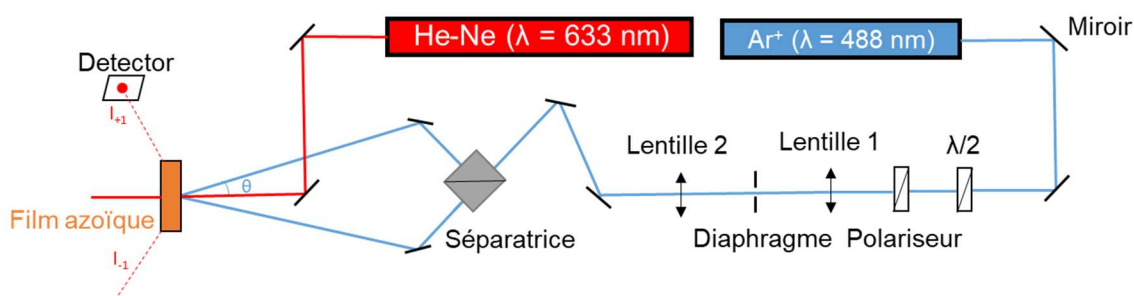 He-Ne (λ = 633 nm)
Ar⁺ (λ = 488 nm)
Miroir
Detector
I₊₁
Lentille 2
Lentille 1
λ/2
θ
Film azoïque
Séparatrice
Diaphragme
Polariseur
I₋₁